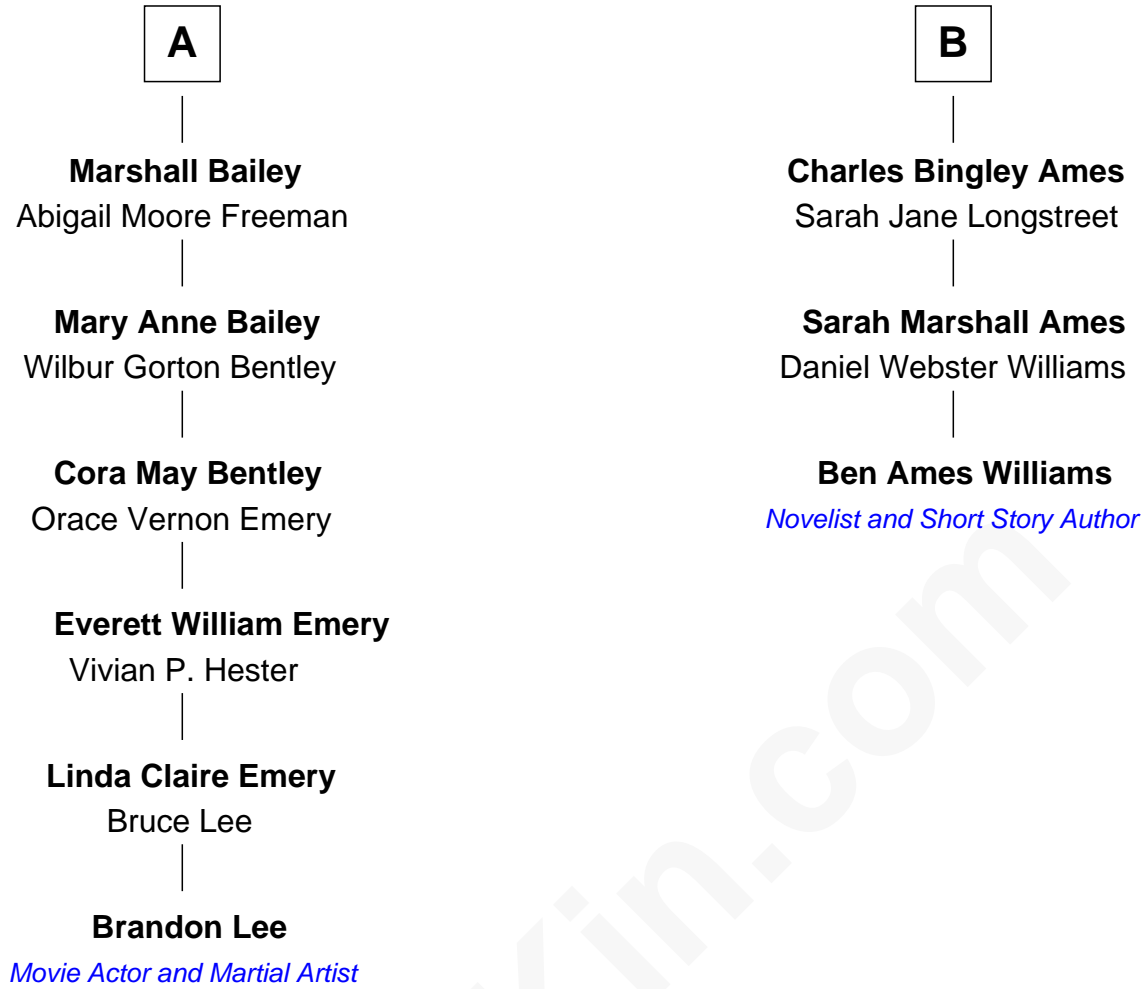 A
Marshall Bailey
Abigail Moore Freeman
Mary Anne Bailey
Wilbur Gorton Bentley
Cora May Bentley
Orace Vernon Emery
Everett William Emery
Vivian P. Hester
Linda Claire Emery
Bruce Lee
Brandon Lee
Movie Actor and Martial Artist
B
Charles Bingley Ames
Sarah Jane Longstreet
Sarah Marshall Ames
Daniel Webster Williams
Ben Ames Williams
Novelist and Short Story Author
Kin.com